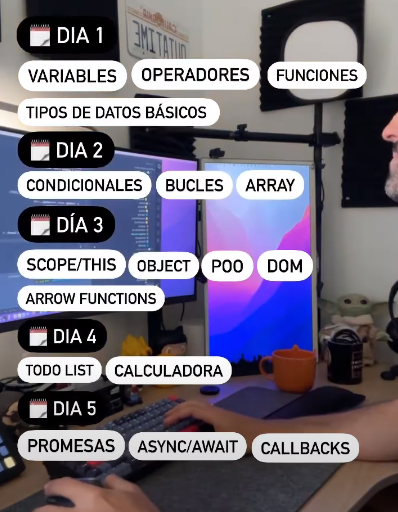 DIA 1
VARIABLES OPERADORES FUNCIONES
TIPOS DE DATOS BÁSICOS
DIA 2
CONDICIONALES BUCLES ARRAY
DÍA 3
SCOPE/THIS OBJECT POO DOM
ARROW FUNCTIONS
DIA 4
TODO LIST CALCULADORA
DIA 5
PROMESAS ASYNC/AWAIT CALLBACKS